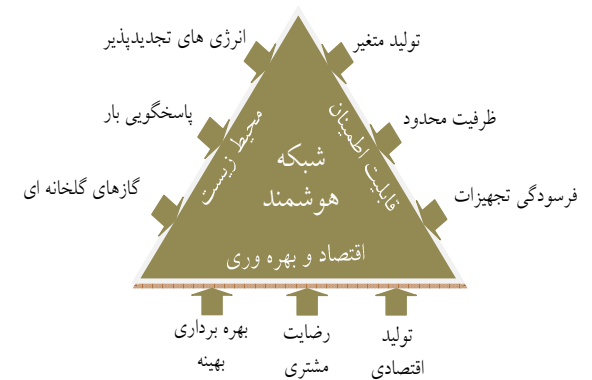 تولید متغیر
انرژی های تجدیدپذیر
ظرفیت محدود
پاسخگویی بار
فرسودگی تجهیزات
گازهای گلخانه ای
قابلیت اطمینان
محیط زیست
شبکه
هوشمند
اقتصاد و بهره وری
تولید
اقتصادی
رضایت
مشتری
بهره برداری
بهینه